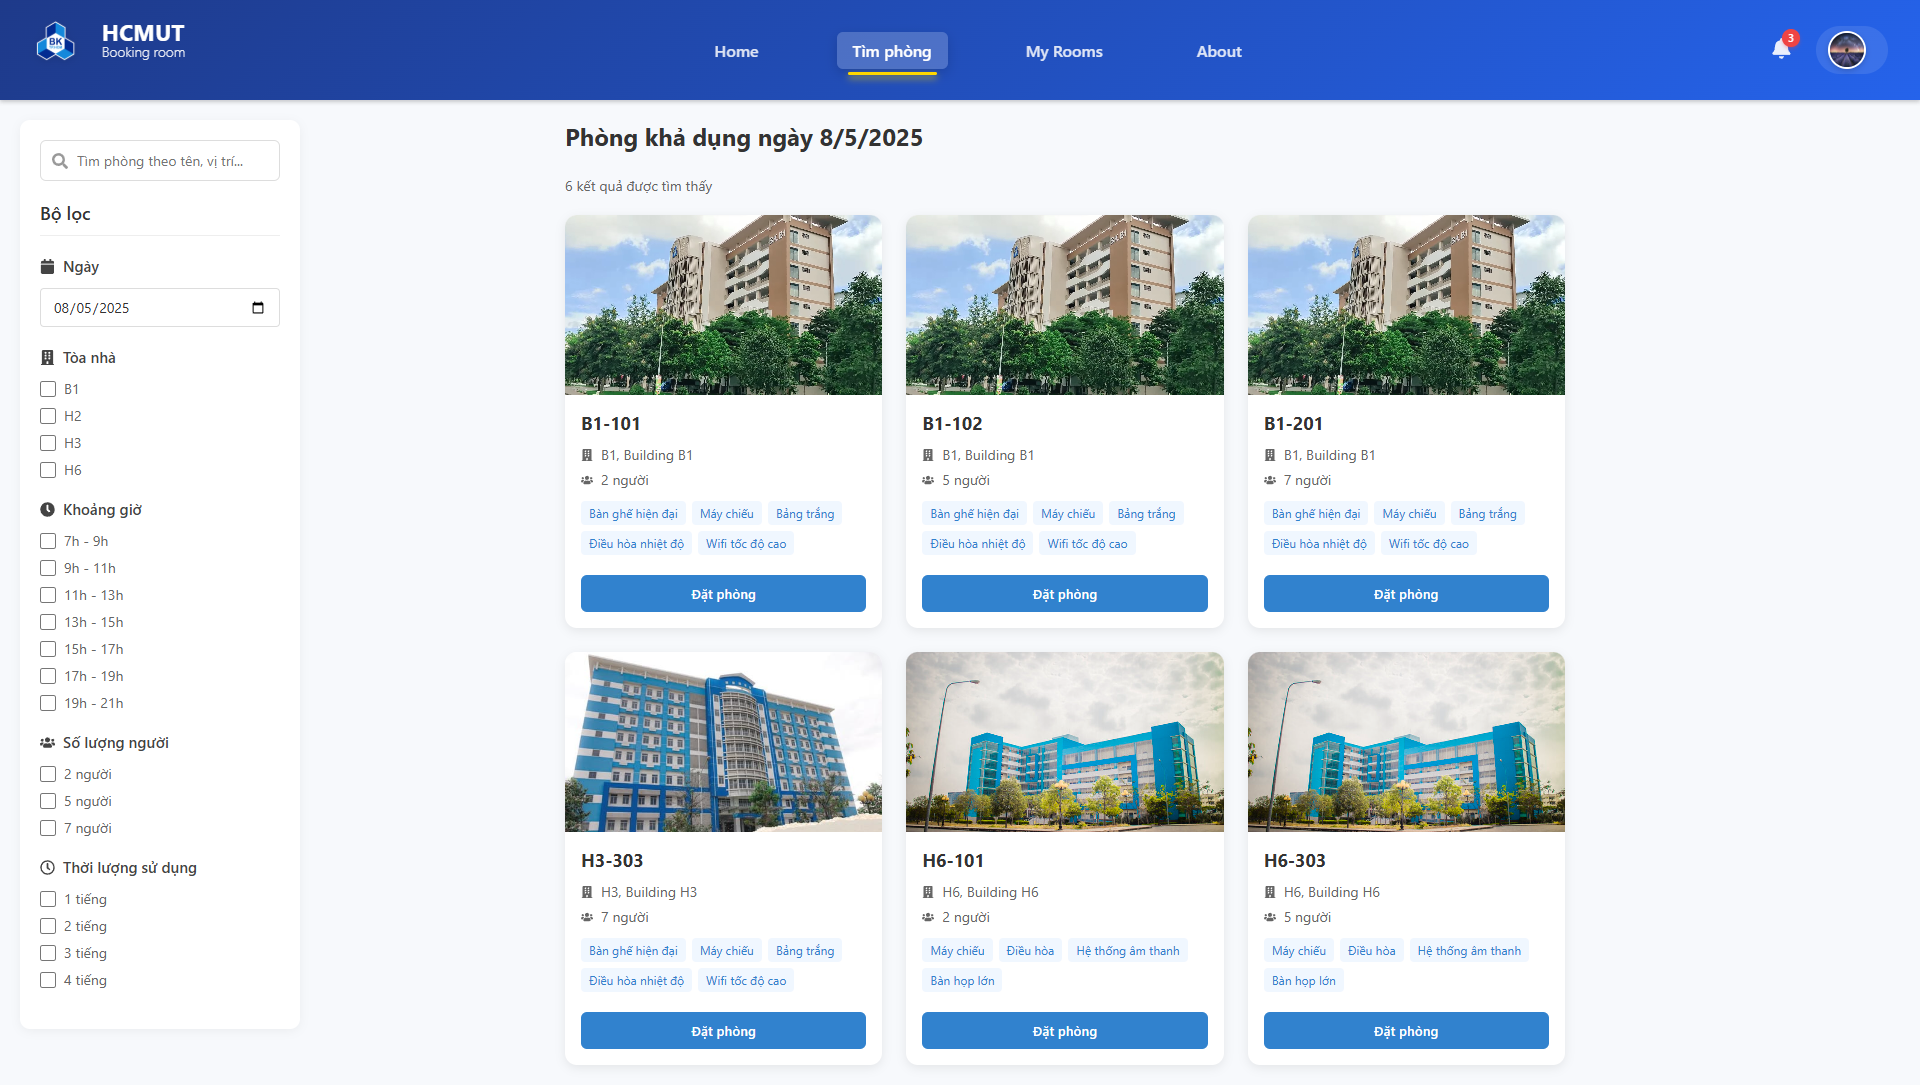 BK
HCMUT
Booking room
Home
Tìm phòng
My Rooms
About
3
Tìm phòng theo tên, vị trí...
Bộ lọc
Ngày
08/05/2025
Tòa nhà
B1
H2
H3
H6
Khoảng giờ
7h - 9h
9h - 11h
11h - 13h
13h - 15h
15h - 17h
17h - 19h
19h - 21h
Số lượng người
2 người
5 người
7 người
Thời lượng sử dụng
1 tiếng
2 tiếng
3 tiếng
4 tiếng
Phòng khả dụng ngày 8/5/2025
6 kết quả được tìm thấy
B1-101
B1, Building B1
2 người
Bàn ghế hiện đại Máy chiếu Bảng trắng
Điều hòa nhiệt độ Wifi tốc độ cao
Đặt phòng
B1-102
B1, Building B1
5 người
Bàn ghế hiện đại Máy chiếu Bảng trắng
Điều hòa nhiệt độ Wifi tốc độ cao
Đặt phòng
B1-201
B1, Building B1
7 người
Bàn ghế hiện đại Máy chiếu Bảng trắng
Điều hòa nhiệt độ Wifi tốc độ cao
Đặt phòng
H3-303
H3, Building H3
7 người
Bàn ghế hiện đại Máy chiếu Bảng trắng
Điều hòa nhiệt độ Wifi tốc độ cao
Đặt phòng
H6-101
H6, Building H6
2 người
Máy chiếu Điều hòa Hệ thống âm thanh
Bàn họp lớn
Đặt phòng
H6-303
H6, Building H6
5 người
Máy chiếu Điều hòa Hệ thống âm thanh
Bàn họp lớn
Đặt phòng